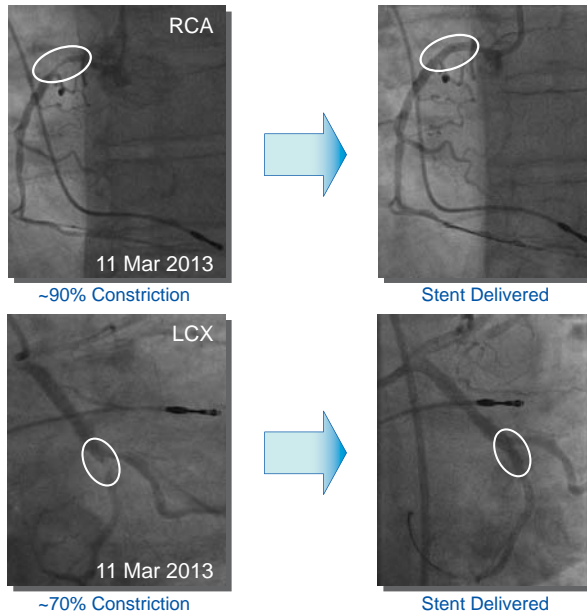 RCA
11 Mar 2013
~90% Constriction
Stent Delivered
LCX
11 Mar 2013
~70% Constriction
Stent Delivered